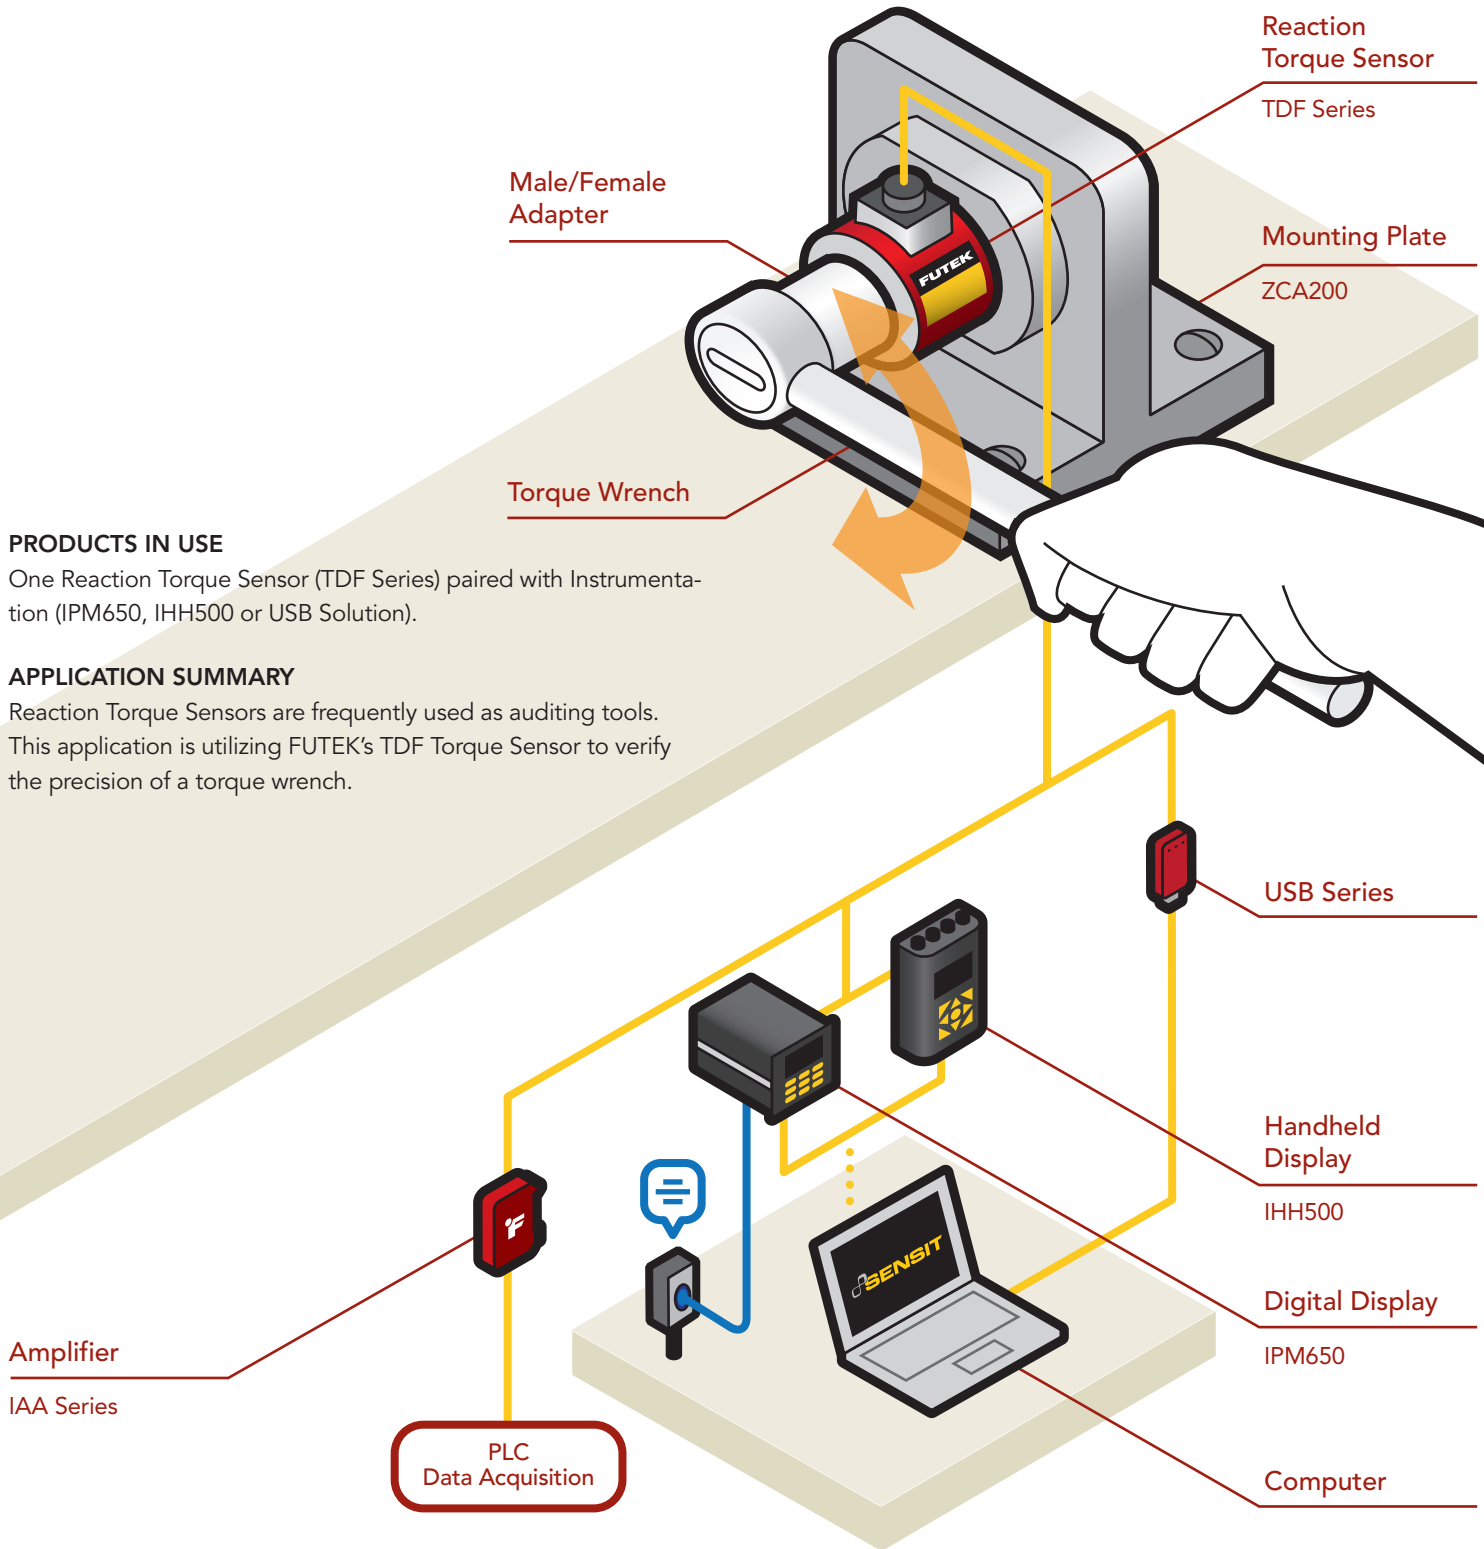 Reaction
Torque Sensor
TDF Series
Male/Female
Adapter
Mounting Plate
ZCA200
FUTEK
Torque Wrench
PRODUCTS IN USE
One Reaction Torque Sensor (TDF Series) paired with Instrumenta-
tion (IPM650, IHH500 or USB Solution).
APPLICATION SUMMARY
Reaction Torque Sensors are frequently used as auditing tools.
This application is utilizing FUTEK’s TDF Torque Sensor to verify
the precision of a torque wrench.
USB Series
Handheld
Display
IHH500
SENSIT
Digital Display
IPM650
Amplifier
IAA Series
PLC
Data Acquisition
Computer